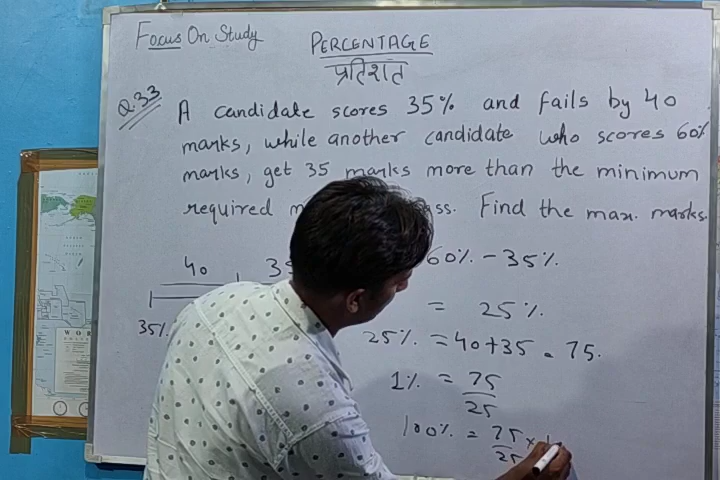 Focus On Study
PERCENTAGE
प्रतिशत
Q.33
A candidate scores 35% and fails by 40
marks, while another candidate who scores 60%
marks, get 35 marks more than the minimum
required Find the max. marks.
40
35%
60% - 35%
= 25%
25% = 40+35 = 75.
1% = 75
25
100% = 75 ×
25